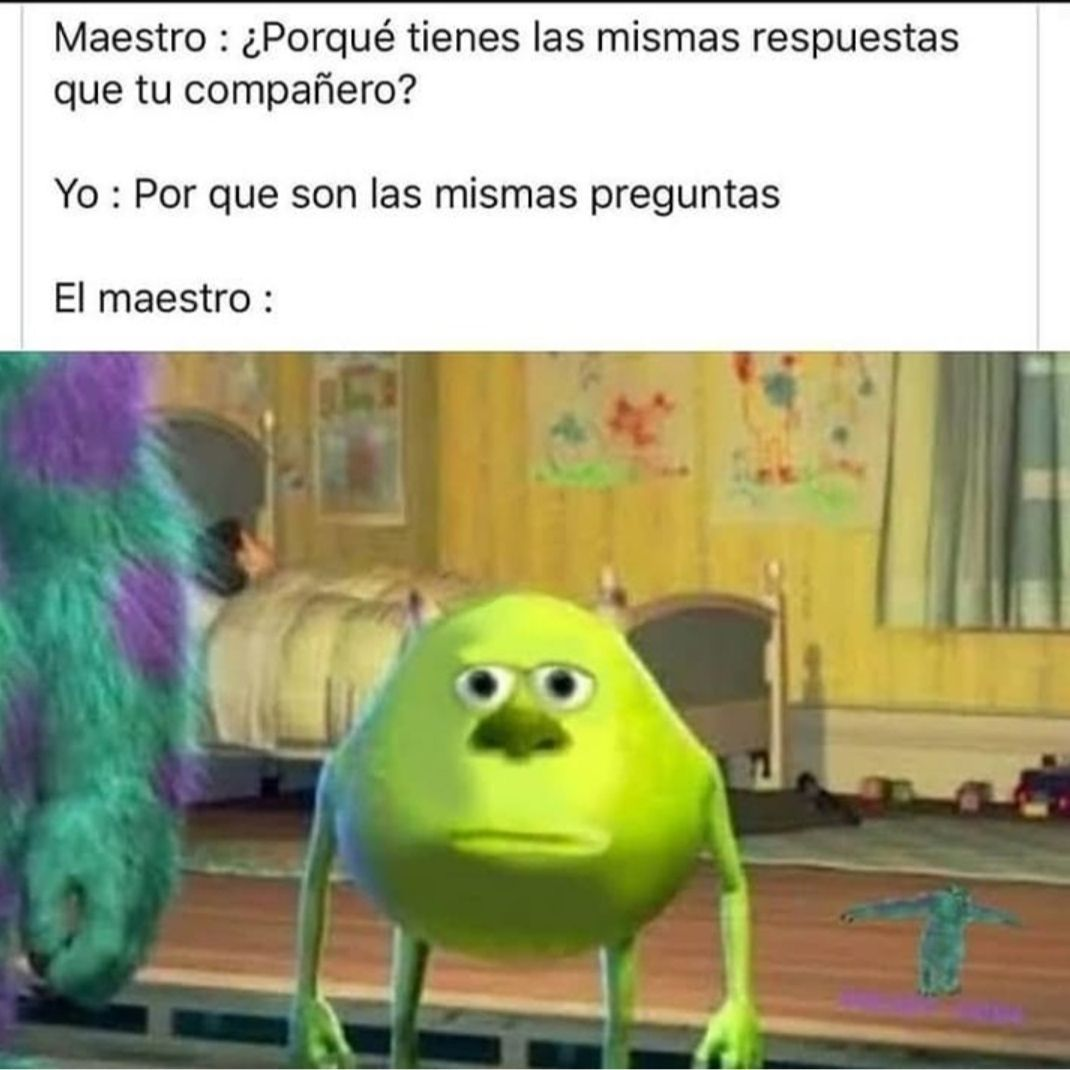 Maestro : ¿Porqué tienes las mismas respuestas
que tu compañero?
Yo : Por que son las mismas preguntas
El maestro :